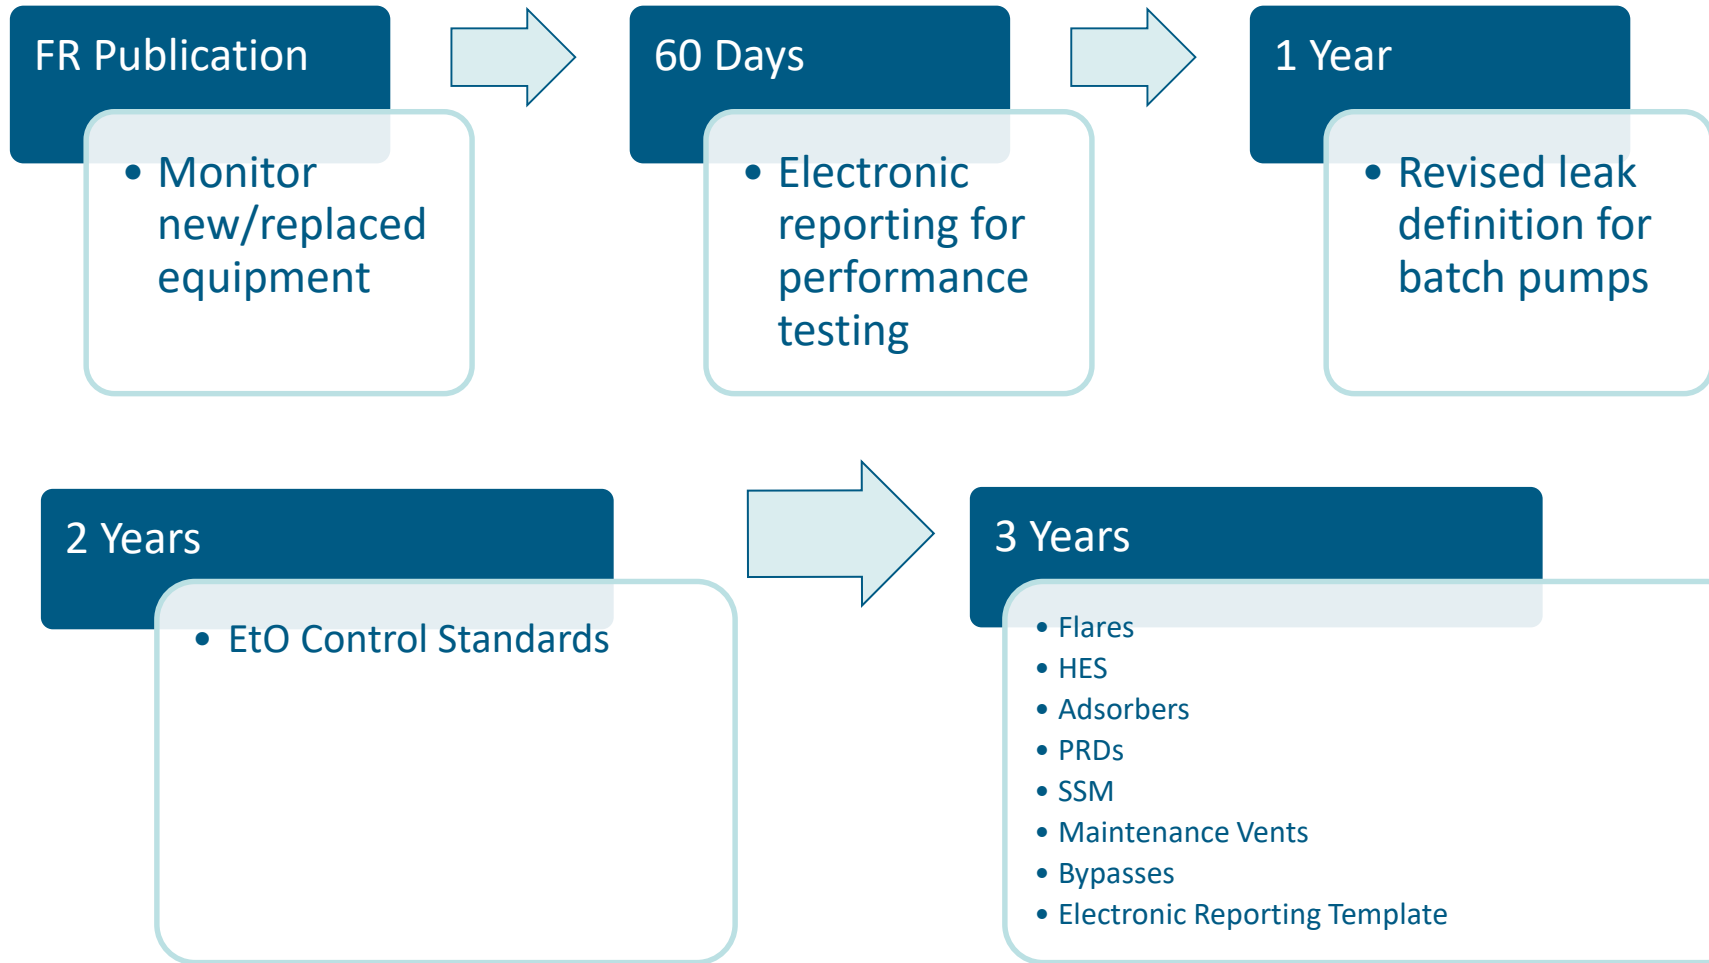 FR Publication
• Monitor
new/replaced
equipment
60 Days
• Electronic
reporting for
performance
testing
1 Year
• Revised leak
definition for
batch pumps
2 Years
• EtO Control Standards
3 Years
• Flares
• HES
• Adsorbers
• PRDs
• SSM
• Maintenance Vents
• Bypasses
• Electronic Reporting Template